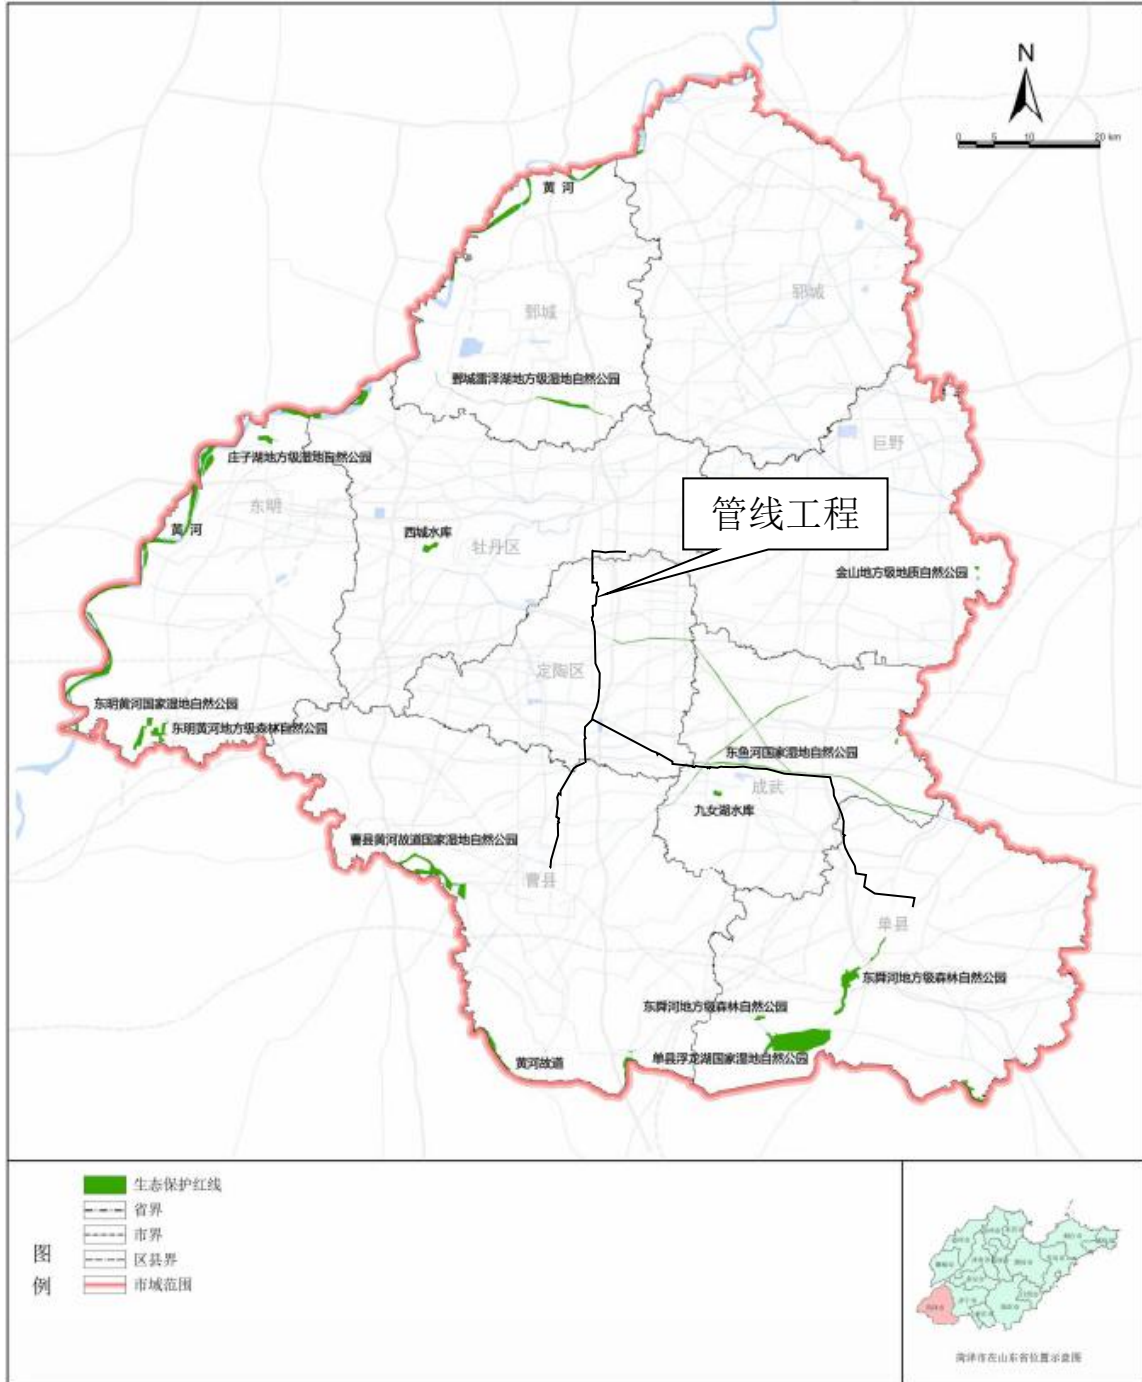 N
0 5 10 20 km
黄 河
鄄城
郓城
鄄城雷泽湖地方级湿地自然公园
庄子湖地方级湿地自然公园
巨野
东明
管线工程
黄 河
西城水库
牡丹区
金山地方级地质自然公园
定陶区
东明黄河国家湿地自然公园
东明黄河地方级森林自然公园
东鱼河国家湿地自然公园
成武
九女湖水库
曹县黄河故道国家湿地自然公园
曹县
单县
东舜河地方级森林自然公园
东舜河地方级森林自然公园
单县浮龙湖国家湿地自然公园
黄河故道
图例
生态保护红线
省界
市界
区县界
市域范围
菏泽市在山东省位置示意图